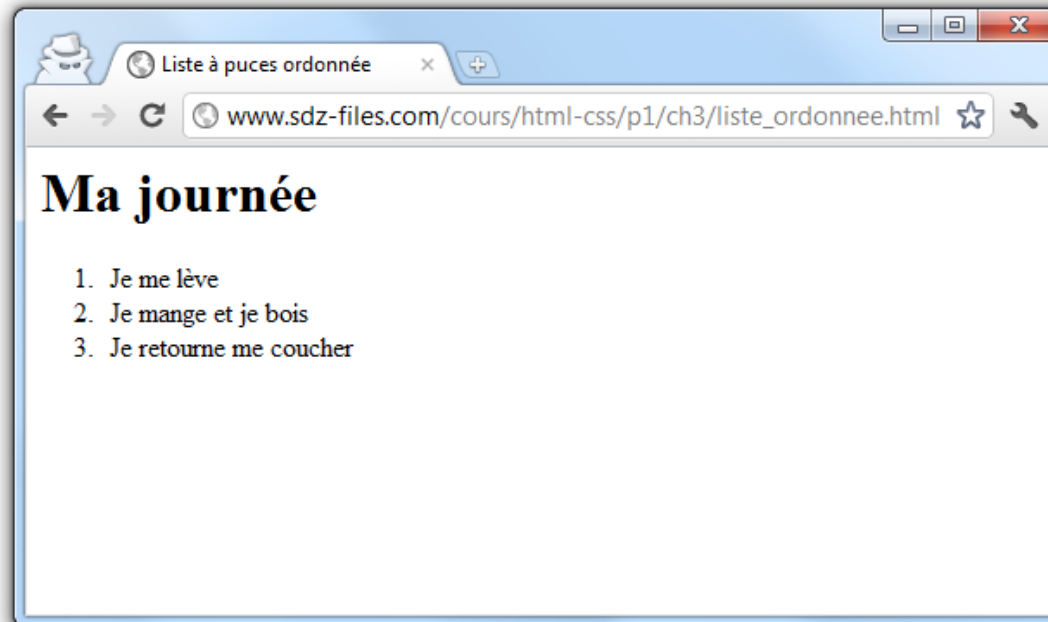 Liste à puces ordonnée
www.sdz-files.com/cours/html-css/p1/ch3/liste_ordonnee.html
Ma journée
1. Je me lève
2. Je mange et je bois
3. Je retourne me coucher